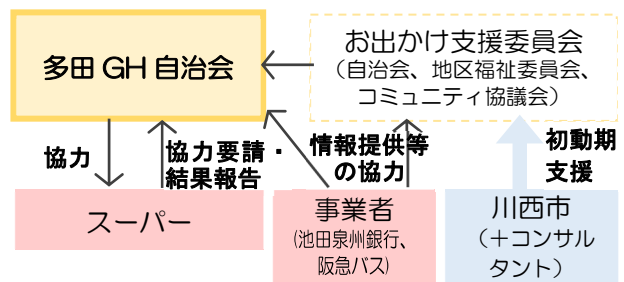 多田 GH 自治会
お出かけ支援委員会
（自治会、地区福祉委員会、
コミュニティ協議会）
協力
協力要請・
結果報告
情報提供等
の協力
初動期
支援
スーパー
事業者
(池田泉州銀行、
阪急バス)
川西市
（＋コンサル
タント）